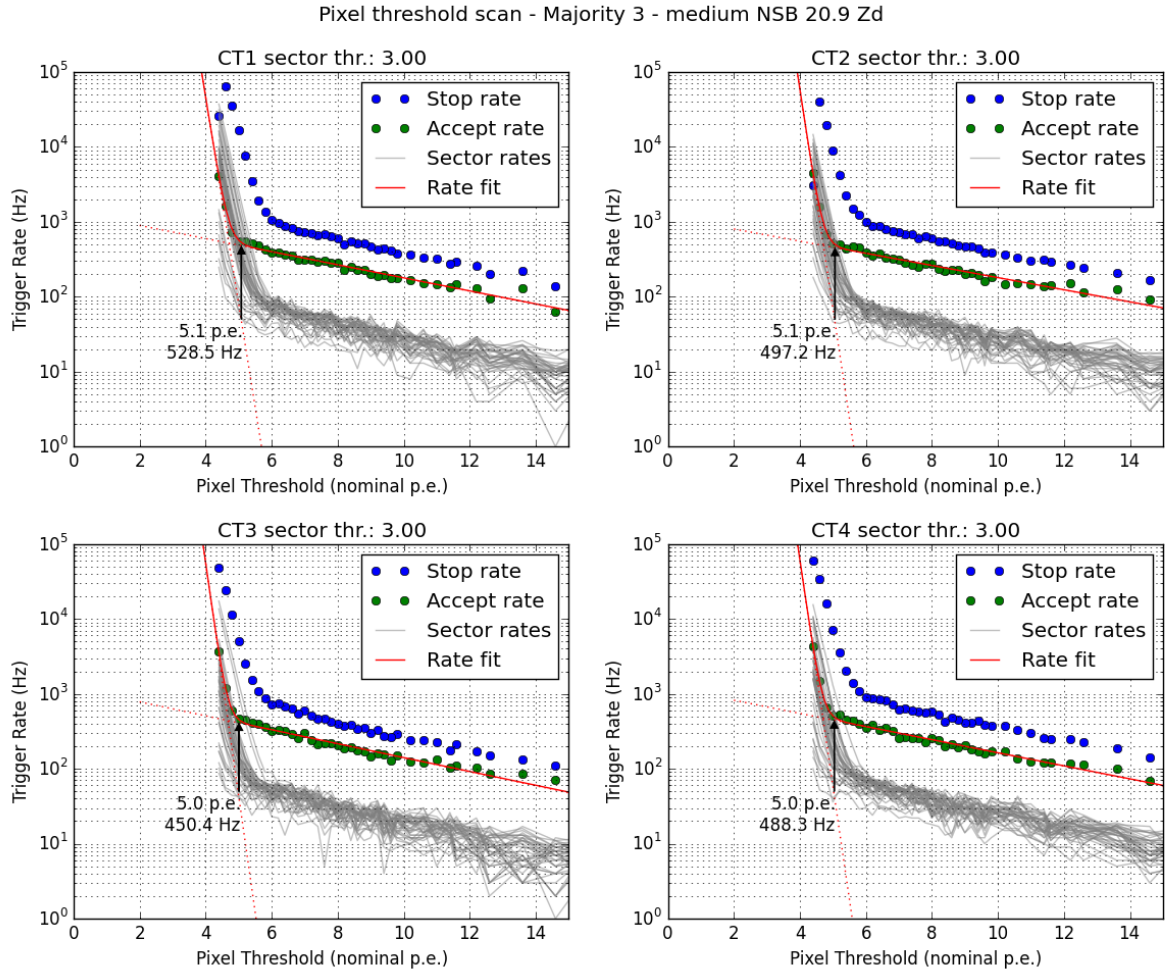 Pixel threshold scan - Majority 3 - medium NSB 20.9 Zd
CT1 sector thr.: 3.00
10^5
10^4
10^3
10^2
10^1
10^0
Trigger Rate (Hz)
Stop rate
Accept rate
Sector rates
Rate fit
5.1 p.e.
528.5 Hz
0 2 4 6 8 10 12 14
Pixel Threshold (nominal p.e.)
CT2 sector thr.: 3.00
10^5
10^4
10^3
10^2
10^1
10^0
Trigger Rate (Hz)
Stop rate
Accept rate
Sector rates
Rate fit
5.1 p.e.
497.2 Hz
0 2 4 6 8 10 12 14
Pixel Threshold (nominal p.e.)
CT3 sector thr.: 3.00
10^5
10^4
10^3
10^2
10^1
10^0
Trigger Rate (Hz)
Stop rate
Accept rate
Sector rates
Rate fit
5.0 p.e.
450.4 Hz
0 2 4 6 8 10 12 14
Pixel Threshold (nominal p.e.)
CT4 sector thr.: 3.00
10^5
10^4
10^3
10^2
10^1
10^0
Trigger Rate (Hz)
Stop rate
Accept rate
Sector rates
Rate fit
5.0 p.e.
488.3 Hz
0 2 4 6 8 10 12 14
Pixel Threshold (nominal p.e.)